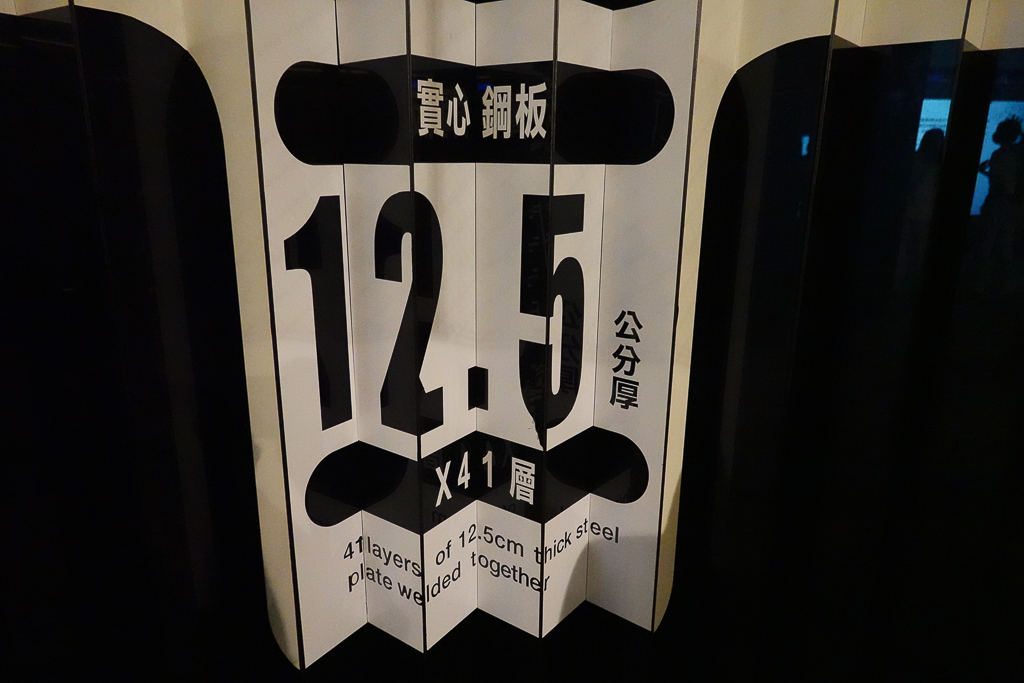 實心 鋼板
12.5
公分厚
X41層
41 layers of 12.5cm thick steel
plate welded together